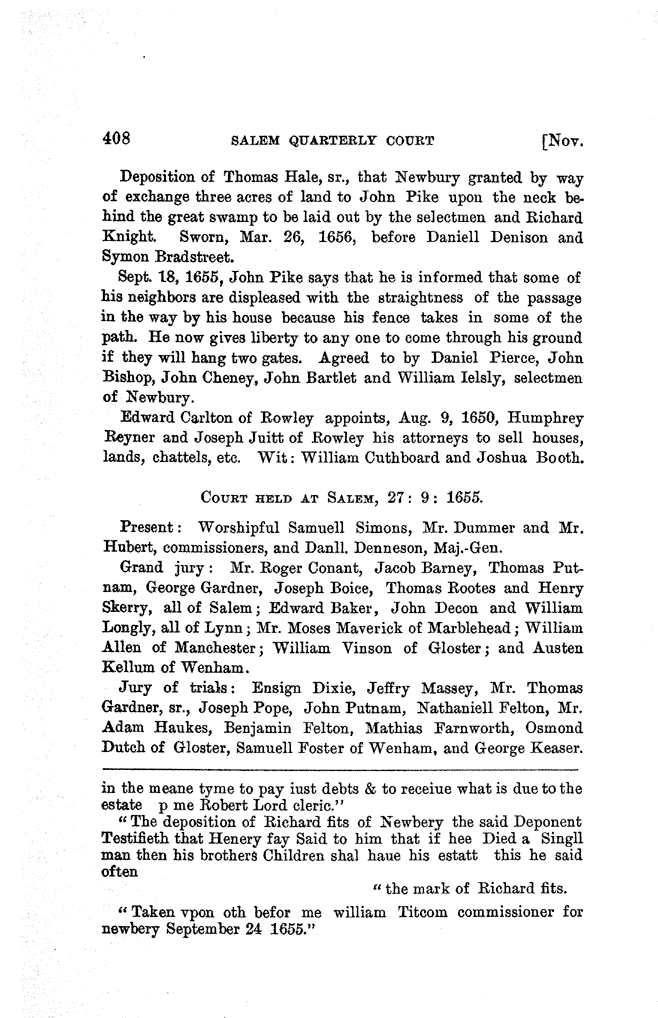 408 SALEM QUARTERLY COURT [Nov.
Deposition of Thomas Hale, sr., that Newbury granted by way
of exchange three acres of land to John Pike upon the neck be-
hind the great swamp to be laid out by the selectmen and Richard
Knight. Sworn, Mar. 26, 1656, before Daniell Denison and
Symon Bradstreet.
Sept. 18, 1655, John Pike says that he is informed that some of
his neighbors are displeased with the straightness of the passage
in the way by his house because his fence takes in some of the
path. He now gives liberty to any one to come through his ground
if they will hang two gates. Agreed to by Daniel Pierce, John
Bishop, John Cheney, John Bartlet and William Ielsly, selectmen
of Newbury.
Edward Carlton of Rowley appoints, Aug. 9, 1650, Humphrey
Reyner and Joseph Juitt of Rowley his attorneys to sell houses,
lands, chattels, etc. Wit: William Cuthboard and Joshua Booth.
COURT HELD AT SALEM, 27: 9: 1655.
Present: Worshipful Samuell Simons, Mr. Dummer and Mr.
Hubert, commissioners, and Danll. Denneson, Maj.-Gen.
Grand jury: Mr. Roger Conant, Jacob Barney, Thomas Put-
nam, George Gardner, Joseph Boice, Thomas Rootes and Henry
Skerry, all of Salem; Edward Baker, John Decon and William
Longly, all of Lynn; Mr. Moses Maverick of Marblehead; William
Allen of Manchester; William Vinson of Gloster; and Austen
Kellum of Wenham.
Jury of trials: Ensign Dixie, Jeffry Massey, Mr. Thomas
Gardner, sr., Joseph Pope, John Putnam, Nathaniell Felton, Mr.
Adam Haukes, Benjamin Felton, Mathias Farnworth, Osmond
Dutch of Gloster, Samuell Foster of Wenham, and George Keaser.
in the meane tyme to pay iust debts & to receiue what is due to the
estate p me Robert Lord cleric."
"The deposition of Richard fits of Newbery the said Deponent
Testifieth that Henery fay Said to him that if hee Died a Singll
man then his brothers Children shal haue his estatt this he said
often
"the mark of Richard fits.
"Taken vpon oth befor me william Titcom commissioner for
newbery September 24 1655."